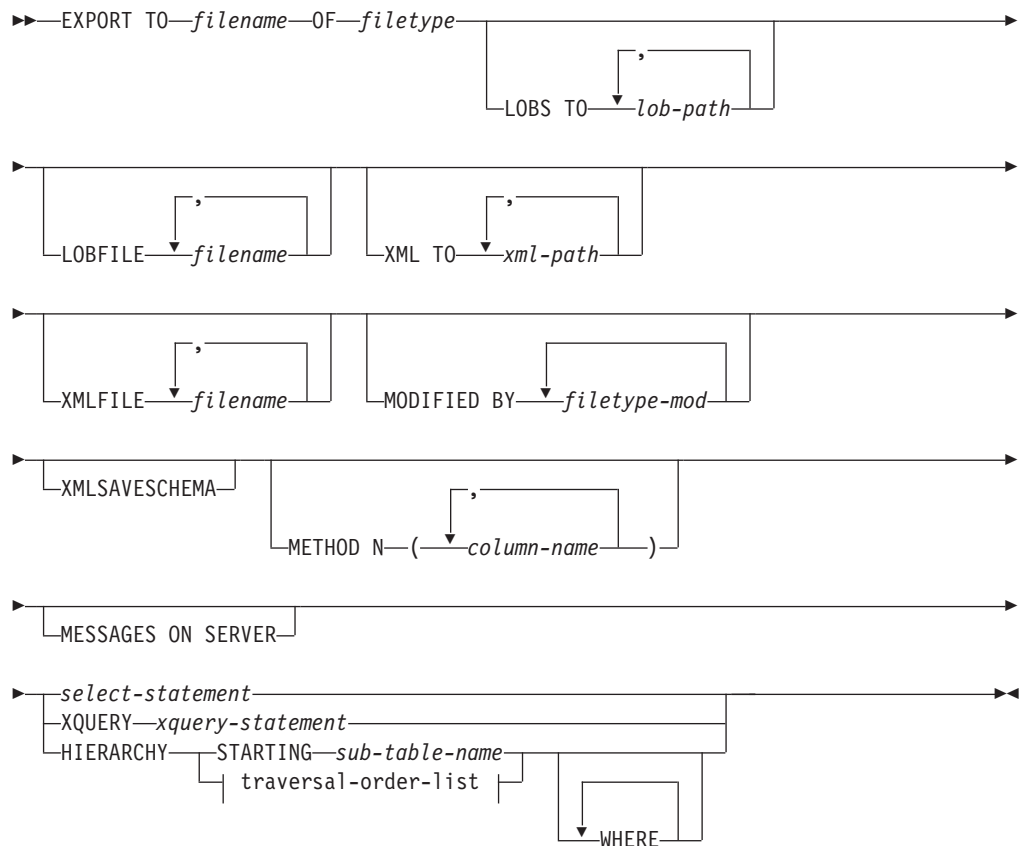 EXPORT TO filename OF filetype
,
LOBS TO lob-path
, ,
LOBFILE filename XML TO xml-path
,
XMLFILE filename MODIFIED BY filetype-mod
XMLSAVESCHEMA
,
METHOD N ( column-name )
MESSAGES ON SERVER
select-statement
XQUERY xquery-statement
HIERARCHY STARTING sub-table-name
traversal-order-list
WHERE